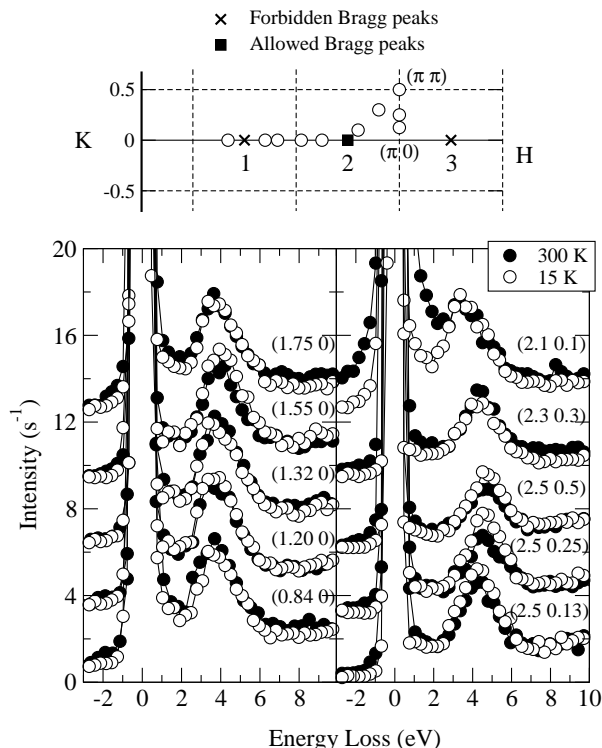 × Forbidden Bragg peaks
■ Allowed Bragg peaks
(π π)
0.5
K
0
(π 0)
H
1
2
3
-0.5
20
16
12
8
4
0
Intensity (s⁻¹)
● 300 K
○ 15 K
(1.75 0)
(1.55 0)
(1.32 0)
(1.20 0)
(0.84 0)
(2.1 0.1)
(2.3 0.3)
(2.5 0.5)
(2.5 0.25)
(2.5 0.13)
-2 0 2 4 6 8 -2 0 2 4 6 8 10
Energy Loss (eV)